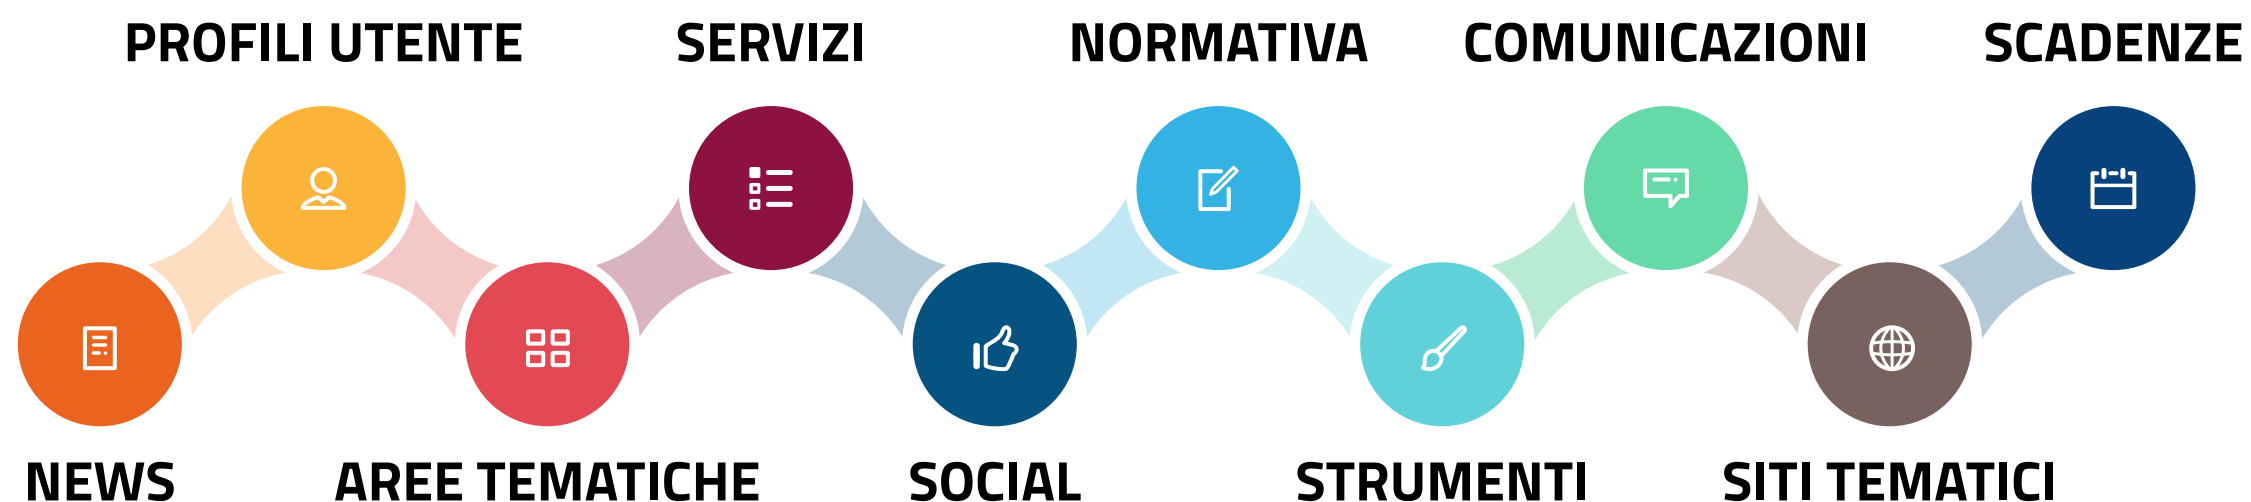 PROFILI UTENTE
SERVIZI
NORMATIVA
COMUNICAZIONI
SCADENZE
NEWS
AREE TEMATICHE
SOCIAL
STRUMENTI
SITI TEMATICI